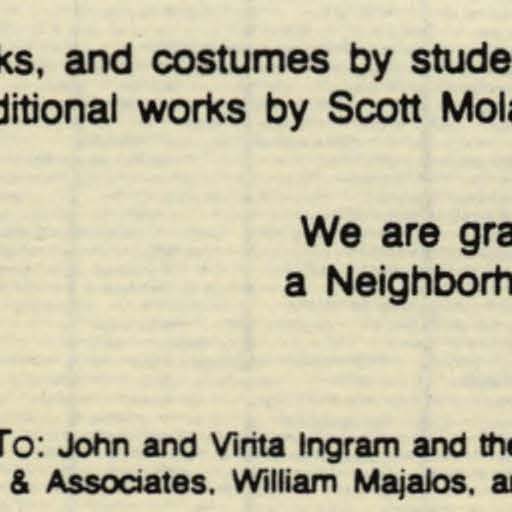 ks, and costumes by stude
ditional works by Scott Mola
We are gra
a Neighborh
To: John and Virita Ingram and the
& Associates, William Majalos, a